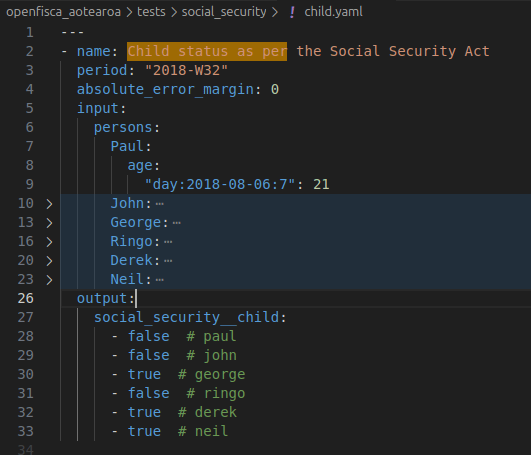 openfisca_aotearoa > tests > social_security > ! child.yaml
1 ---
2 - name: Child status as per the Social Security Act
3 period: "2018-W32"
4 absolute_error_margin: 0
5 input:
6 persons:
7 Paul:
8 age:
9 "day:2018-08-06:7": 21
10 > John:⋯
13 > George:⋯
16 > Ringo:⋯
20 > Derek:⋯
23 > Neil:⋯
26 output:
27 social_security__child:
28 - false # paul
29 - false # john
30 - true # george
31 - false # ringo
32 - true # derek
33 - true # neil
34